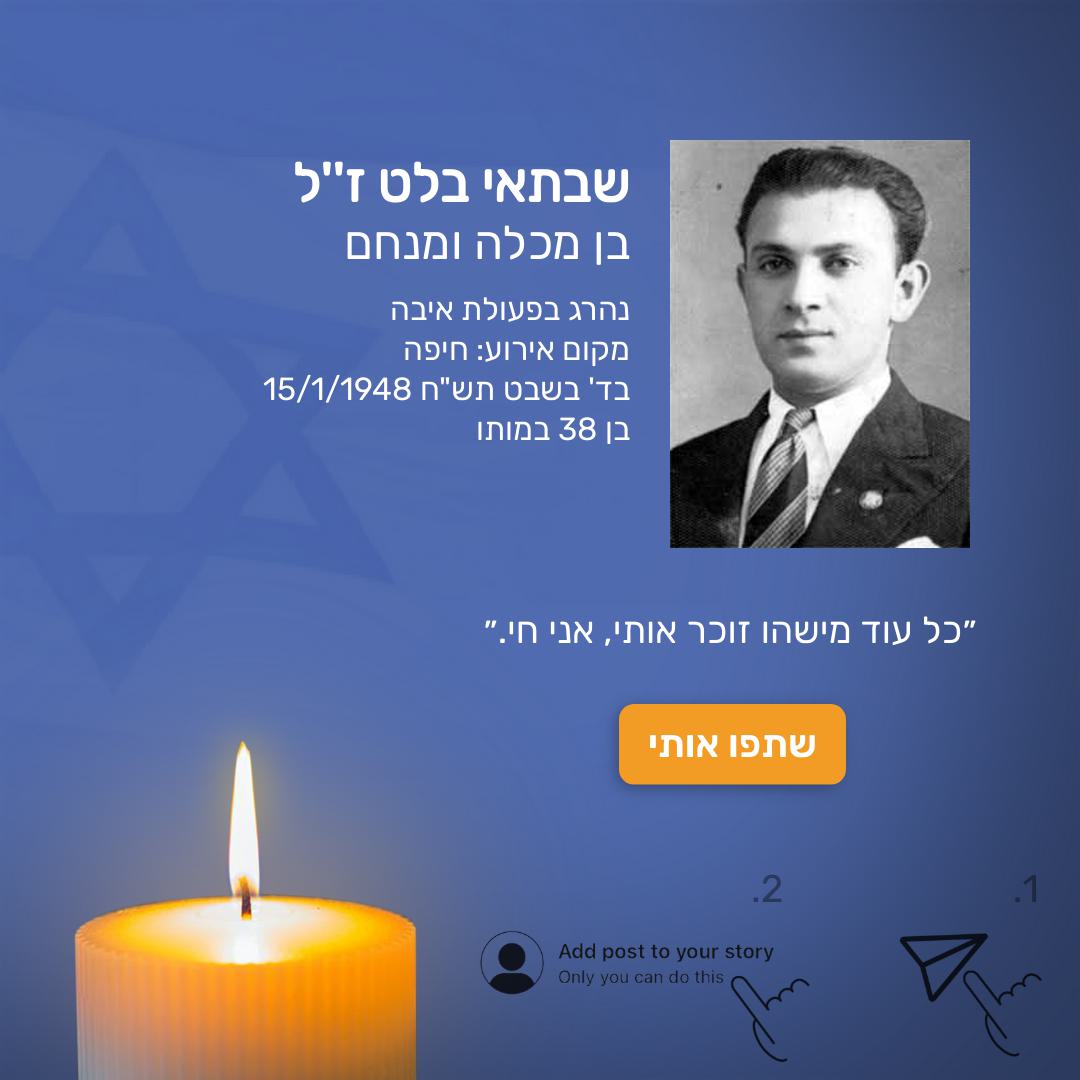 שבתאי בלט ז"ל
בן מכלה ומנחם
נהרג בפעולת איבה
מקום אירוע: חיפה
בד' בשבט תש"ח 15/1/1948
בן 38 במותו
״כל עוד מישהו זוכר אותי, אני חי.״
שתפו אותי
1.
2.
Add post to your story
Only you can do this